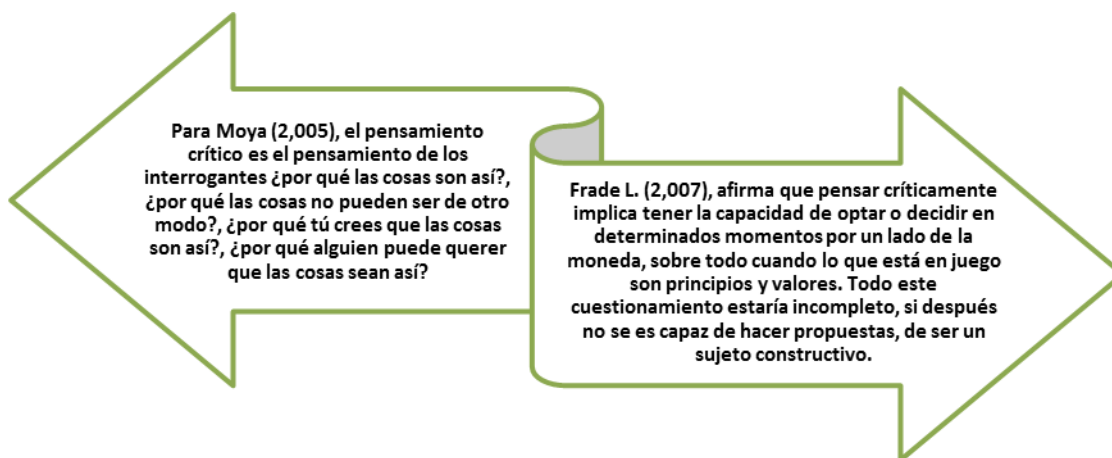 Para Moya (2,005), el pensamiento
crítico es el pensamiento de los
interrogantes ¿por qué las cosas son así?,
¿por qué las cosas no pueden ser de otro
modo?, ¿por qué tú crees que las cosas
son así?, ¿por qué alguien puede querer
que las cosas sean así?
Frade L. (2,007), afirma que pensar críticamente
implica tener la capacidad de optar o decidir en
determinados momentos por un lado de la
moneda, sobre todo cuando lo que está en juego
son principios y valores. Todo este
cuestionamiento estaría incompleto, si después
no se es capaz de hacer propuestas, de ser un
sujeto constructivo.